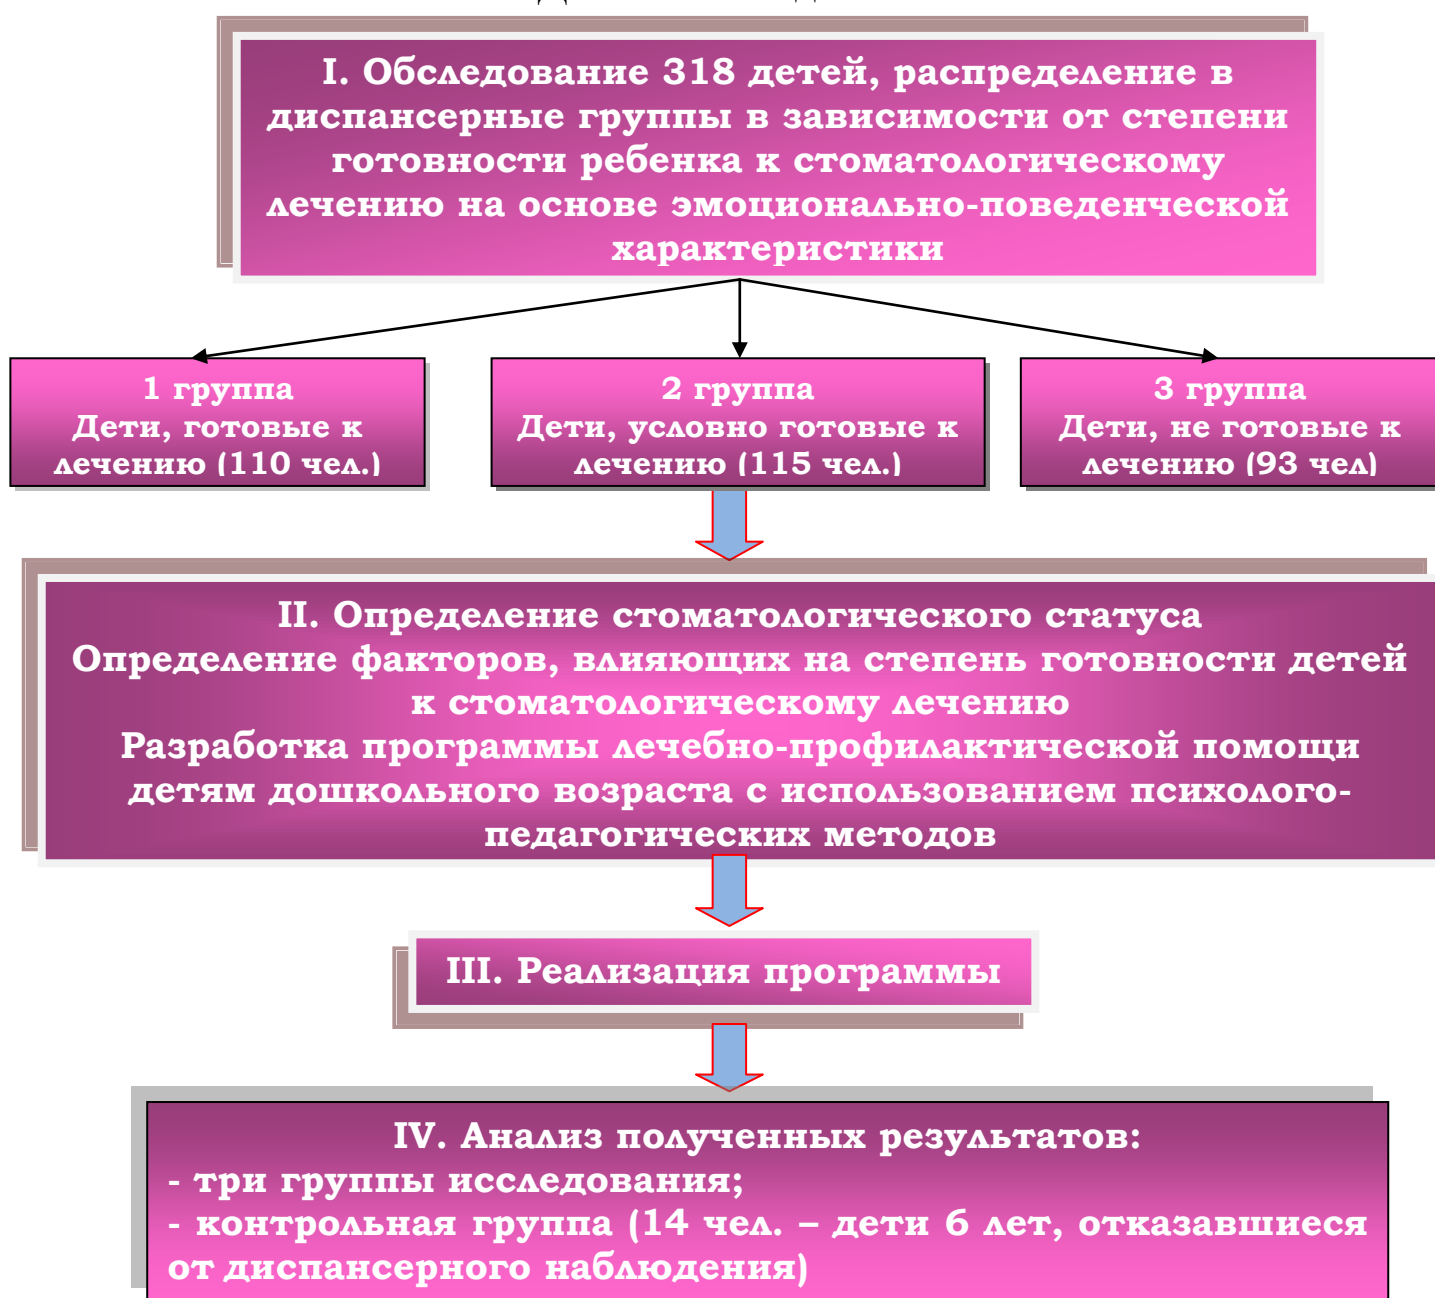 I. Обследование 318 детей, распределение в
диспансерные группы в зависимости от степени
готовности ребенка к стоматологическому
лечению на основе эмоционально-поведенческой
характеристики
1 группа
Дети, готовые к
лечению (110 чел.)
2 группа
Дети, условно готовые к
лечению (115 чел.)
3 группа
Дети, не готовые к
лечению (93 чел)
II. Определение стоматологического статуса
Определение факторов, влияющих на степень готовности детей
к стоматологическому лечению
Разработка программы лечебно-профилактической помощи
детям дошкольного возраста с использованием психолого-
педагогических методов
III. Реализация программы
IV. Анализ полученных результатов:
- три группы исследования;
- контрольная группа (14 чел. – дети 6 лет, отказавшиеся
от диспансерного наблюдения)